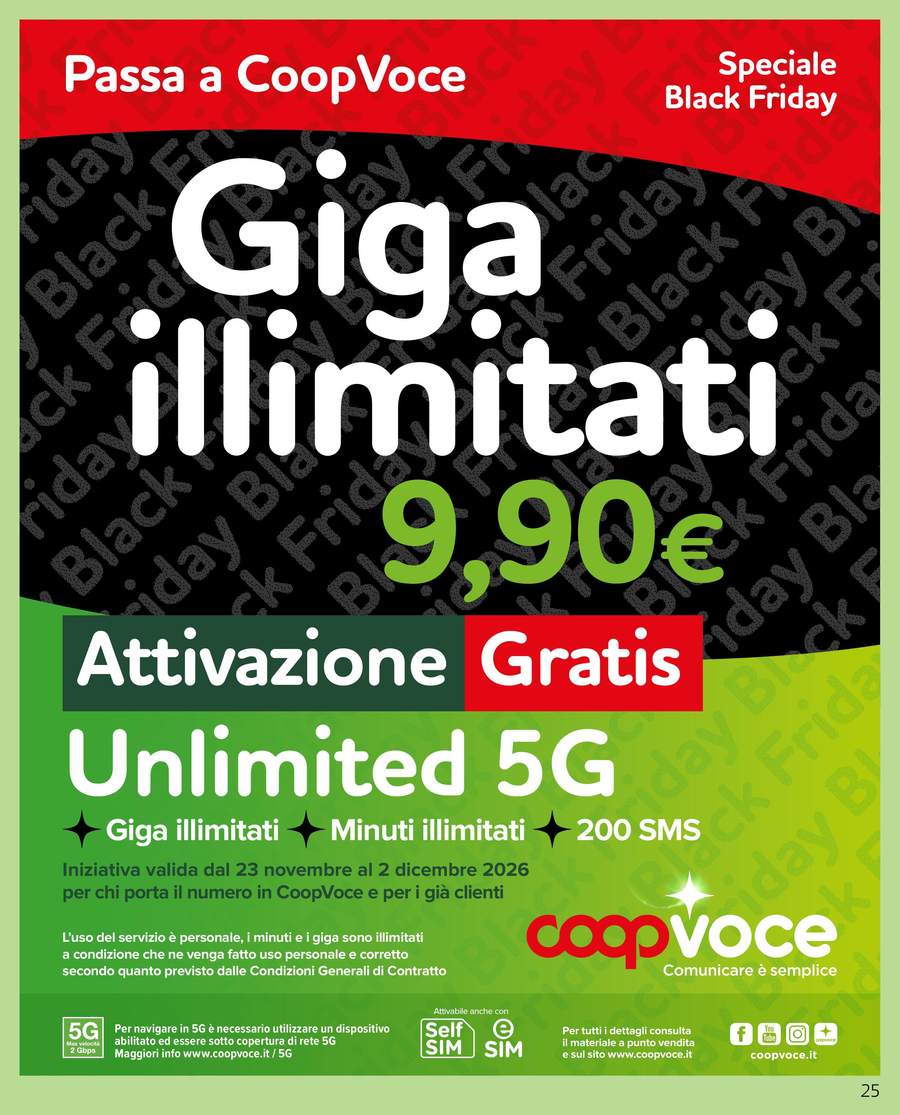 Passa a CoopVoce
Speciale
Black Friday
Giga
illimitati
9,90€
Attivazione Gratis
Unlimited 5G
Giga illimitati Minuti illimitati 200 SMS
Iniziativa valida dal 23 novembre al 2 dicembre 2026
per chi porta il numero in CoopVoce e per i già clienti
L'uso del servizio è personale, i minuti e i giga sono illimitati
a condizione che ne venga fatto uso personale e corretto
secondo quanto previsto dalle Condizioni Generali di Contratto
coopvoce
Comunicare è semplice
5G
Max velocità
2 Gbps
Per navigare in 5G è necessario utilizzare un dispositivo
abilitato ed essere sotto copertura di rete 5G
Maggiori info www.coopvoce.it / 5G
Attivabile anche con
Self
SIM
e
SIM
Per tutti i dettagli consulta
il materiale a punto vendita
e sul sito www.coopvoce.it
You
Tube
coopvoce.it
25